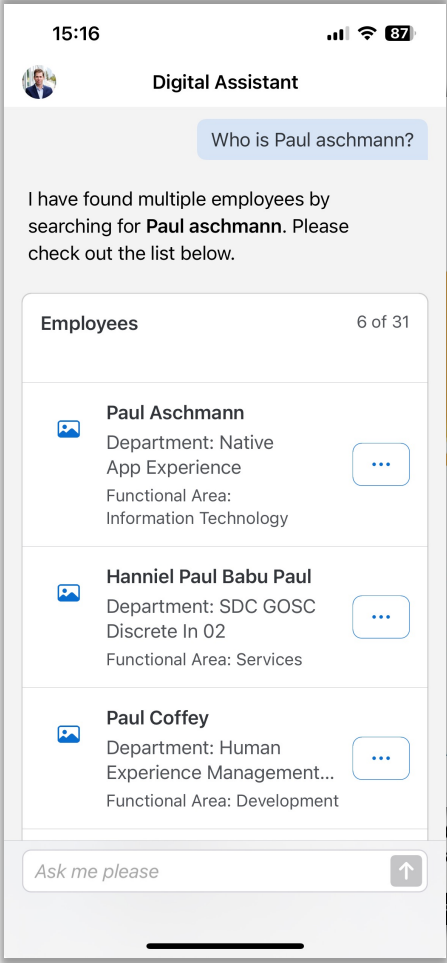 15:16
87
Digital Assistant
Who is Paul aschmann?
I have found multiple employees by
searching for Paul aschmann. Please
check out the list below.
Employees
6 of 31
Paul Aschmann
Department: Native
App Experience
Functional Area:
Information Technology
Hanniel Paul Babu Paul
Department: SDC GOSC
Discrete In 02
Functional Area: Services
Paul Coffey
Department: Human
Experience Management...
Functional Area: Development
Ask me please